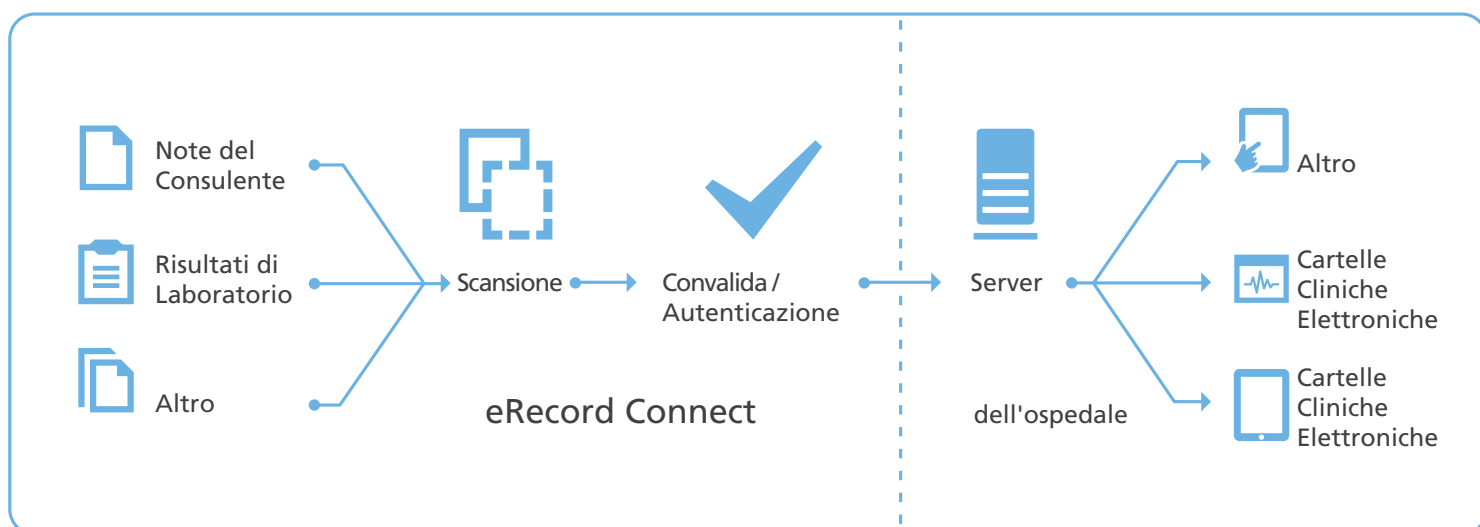 Note del
Consulente
Risultati di
Laboratorio
Altro
Scansione
Convalida /
Autenticazione
eRecord Connect
Server
dell'ospedale
Altro
Cartelle
Cliniche
Elettroniche
Cartelle
Cliniche
Elettroniche